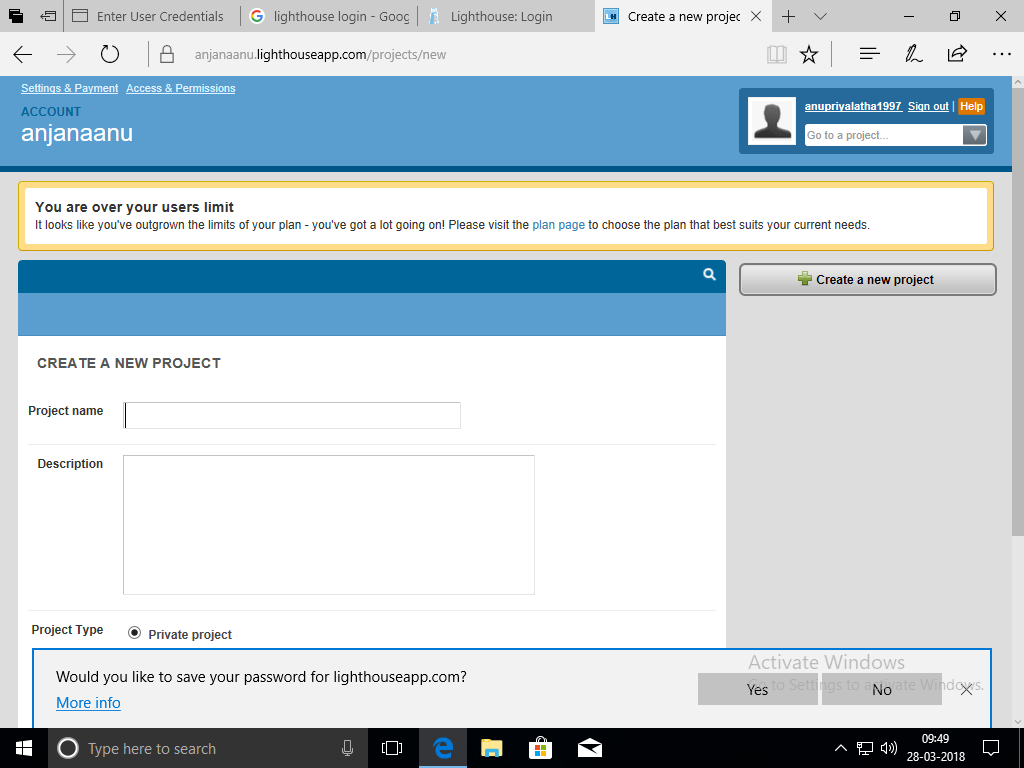 Enter User Credentials
lighthouse login - Goog
Lighthouse: Login
Create a new projec
anjanaanu.lighthouseapp.com/projects/new
Settings & Payment Access & Permissions
ACCOUNT
anjanaanu
anupriyalatha1997 Sign out | Help
Go to a project...
You are over your users limit
It looks like you've outgrown the limits of your plan - you've got a lot going on! Please visit the plan page to choose the plan that best suits your current needs.
Create a new project
CREATE A NEW PROJECT
Project name
Description
Project Type
Private project
Would you like to save your password for lighthouseapp.com?
More info
Yes
No
Activate Windows
Go to Settings to activate Windows.
Type here to search
09:49
28-03-2018